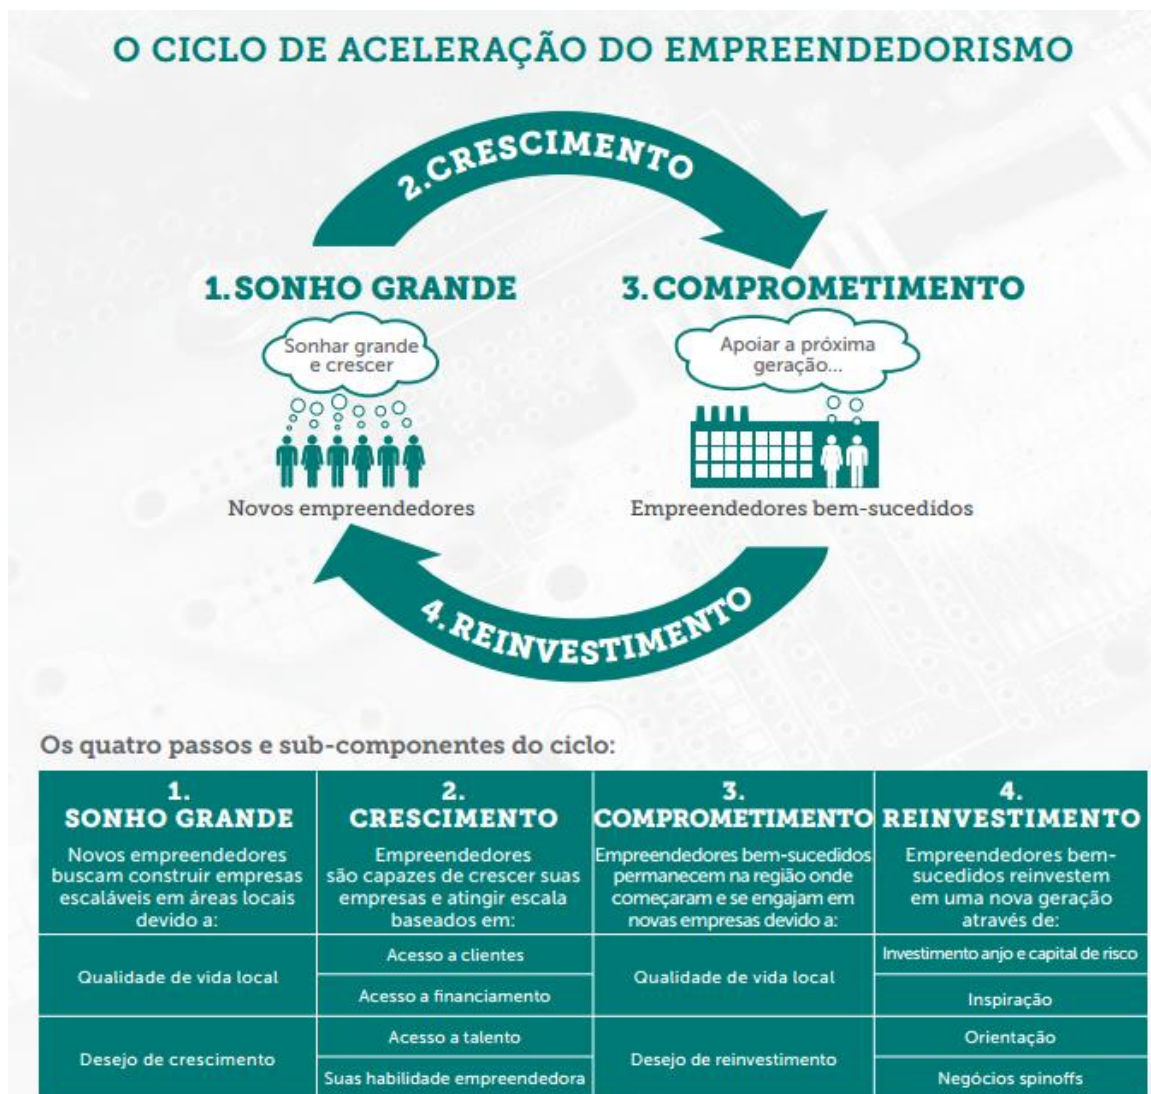 O CICLO DE ACELERAÇÃO DO EMPREENDEDORISMO
2.CRESCIMENTO
1.SONHO GRANDE
Sonhar grande
e crescer
Novos empreendedores
3.COMPROMETIMENTO
Apoiar a próxima
geração...
Empreendedores bem-sucedidos
4.REINVESTIMENTO
Os quatro passos e sub-componentes do ciclo:
1.
SONHO GRANDE
Novos empreendedores
buscam construir empresas
escaláveis em áreas locais
devido a:
Qualidade de vida local
Desejo de crescimento
2.
CRESCIMENTO
Empreendedores
são capazes de crescer suas
empresas e atingir escala
baseados em:
Acesso a clientes
Acesso a financiamento
Acesso a talento
Suas habilidade empreendedora
3.
COMPROMETIMENTO
Empreendedores bem-sucedidos
permanecem na região onde
começaram e se engajam em
novas empresas devido a:
Qualidade de vida local
Desejo de reinvestimento
4.
REINVESTIMENTO
Empreendedores bem-
sucedidos reinvestem
em uma nova geração
através de:
Investimento anjo e capital de risco
Inspiração
Orientação
Negócios spinoffs